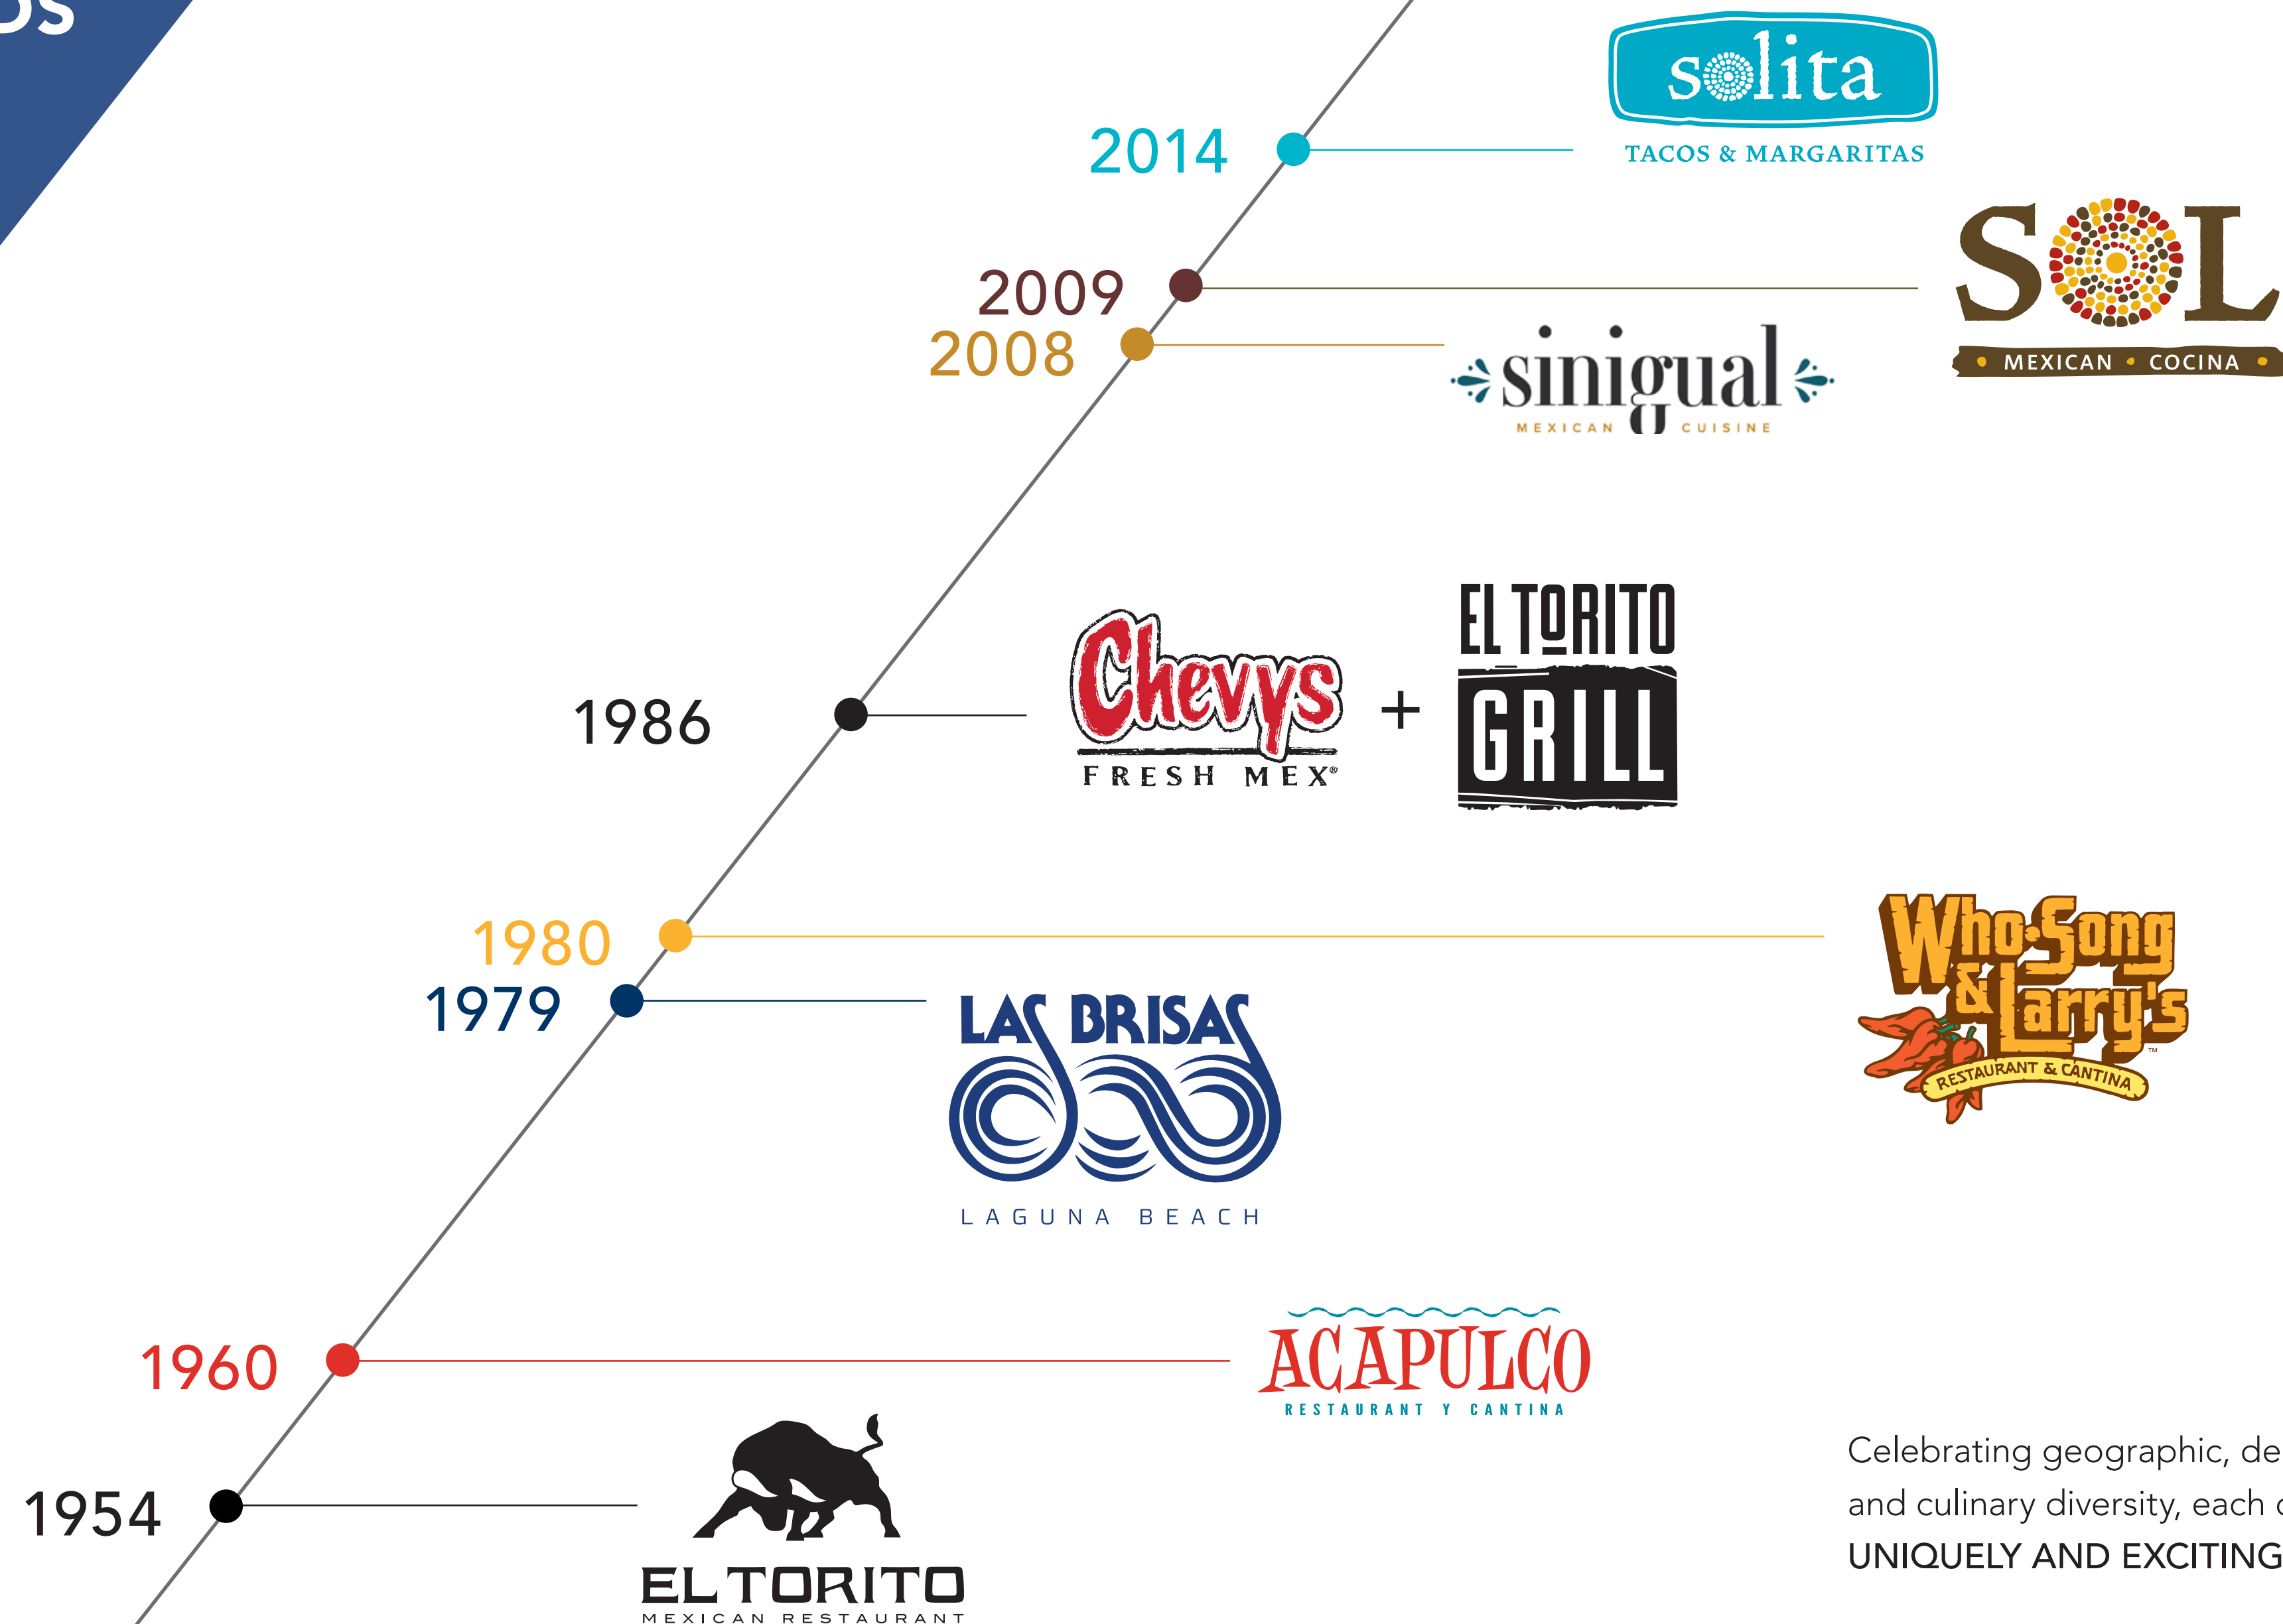 solita
TACOS & MARGARITAS
2014
SOL
MEXICAN • COCINA
2009
2008
sinigual
MEXICAN CUISINE
1986
Chevys
FRESH MEX®
+
EL TORITO
GRILL
1980
Who-Song
& Larry's
™
RESTAURANT & CANTINA
1979
LAS BRISAS
LAGUNA BEACH
1960
ACAPULCO
RESTAURANT Y CANTINA
1954
EL TORITO
MEXICAN RESTAURANT
Celebrating geographic,
and culinary diversity, each
UNIQUELY AND